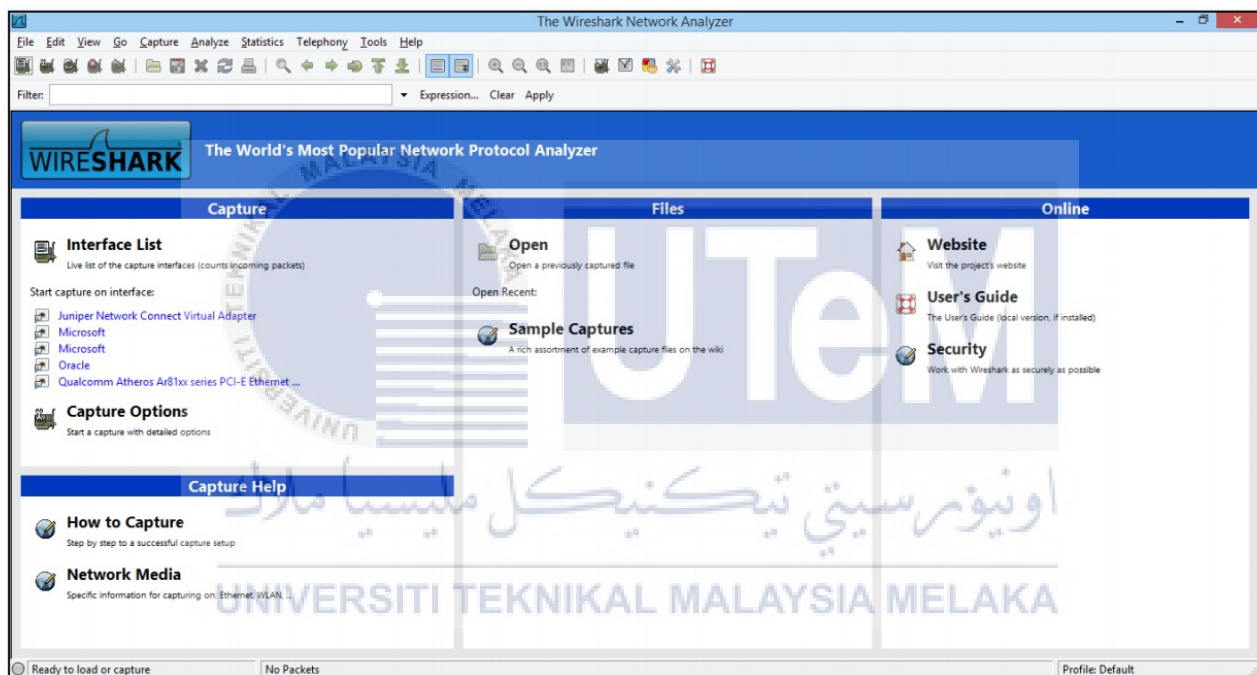 The Wireshark Network Analyzer
File Edit View Go Capture Analyze Statistics Telephony Tools Help
Filter: Expression... Clear Apply
WIRESHARK
The World's Most Popular Network Protocol Analyzer
Capture
Interface List
Live list of the capture interfaces (counts incoming packets)
Start capture on interface:
Juniper Network Connect Virtual Adapter
Microsoft
Microsoft
Oracle
Qualcomm Atheros Ar81xx series PCI-E Ethernet ...
Capture Options
Start a capture with detailed options
Capture Help
How to Capture
Step by step to a successful capture setup
Network Media
Specific information for capturing on: Ethernet, WLAN, ...
Files
Open
Open a previously captured file
Open Recent:
Sample Captures
A rich assortment of example capture files on the wiki
Online
Website
Visit the project's website
User's Guide
The User's Guide (local version, if installed)
Security
Work with Wireshark as securely as possible
UNIVERSITI TEKNIKAL MALAYSIA MELAKA
UTeM
اونيۏرسيتي تيكنيكل مليسيا ملاك
UNIVERSITI TEKNIKAL MALAYSIA MELAKA
Ready to load or capture
No Packets
Profile: Default